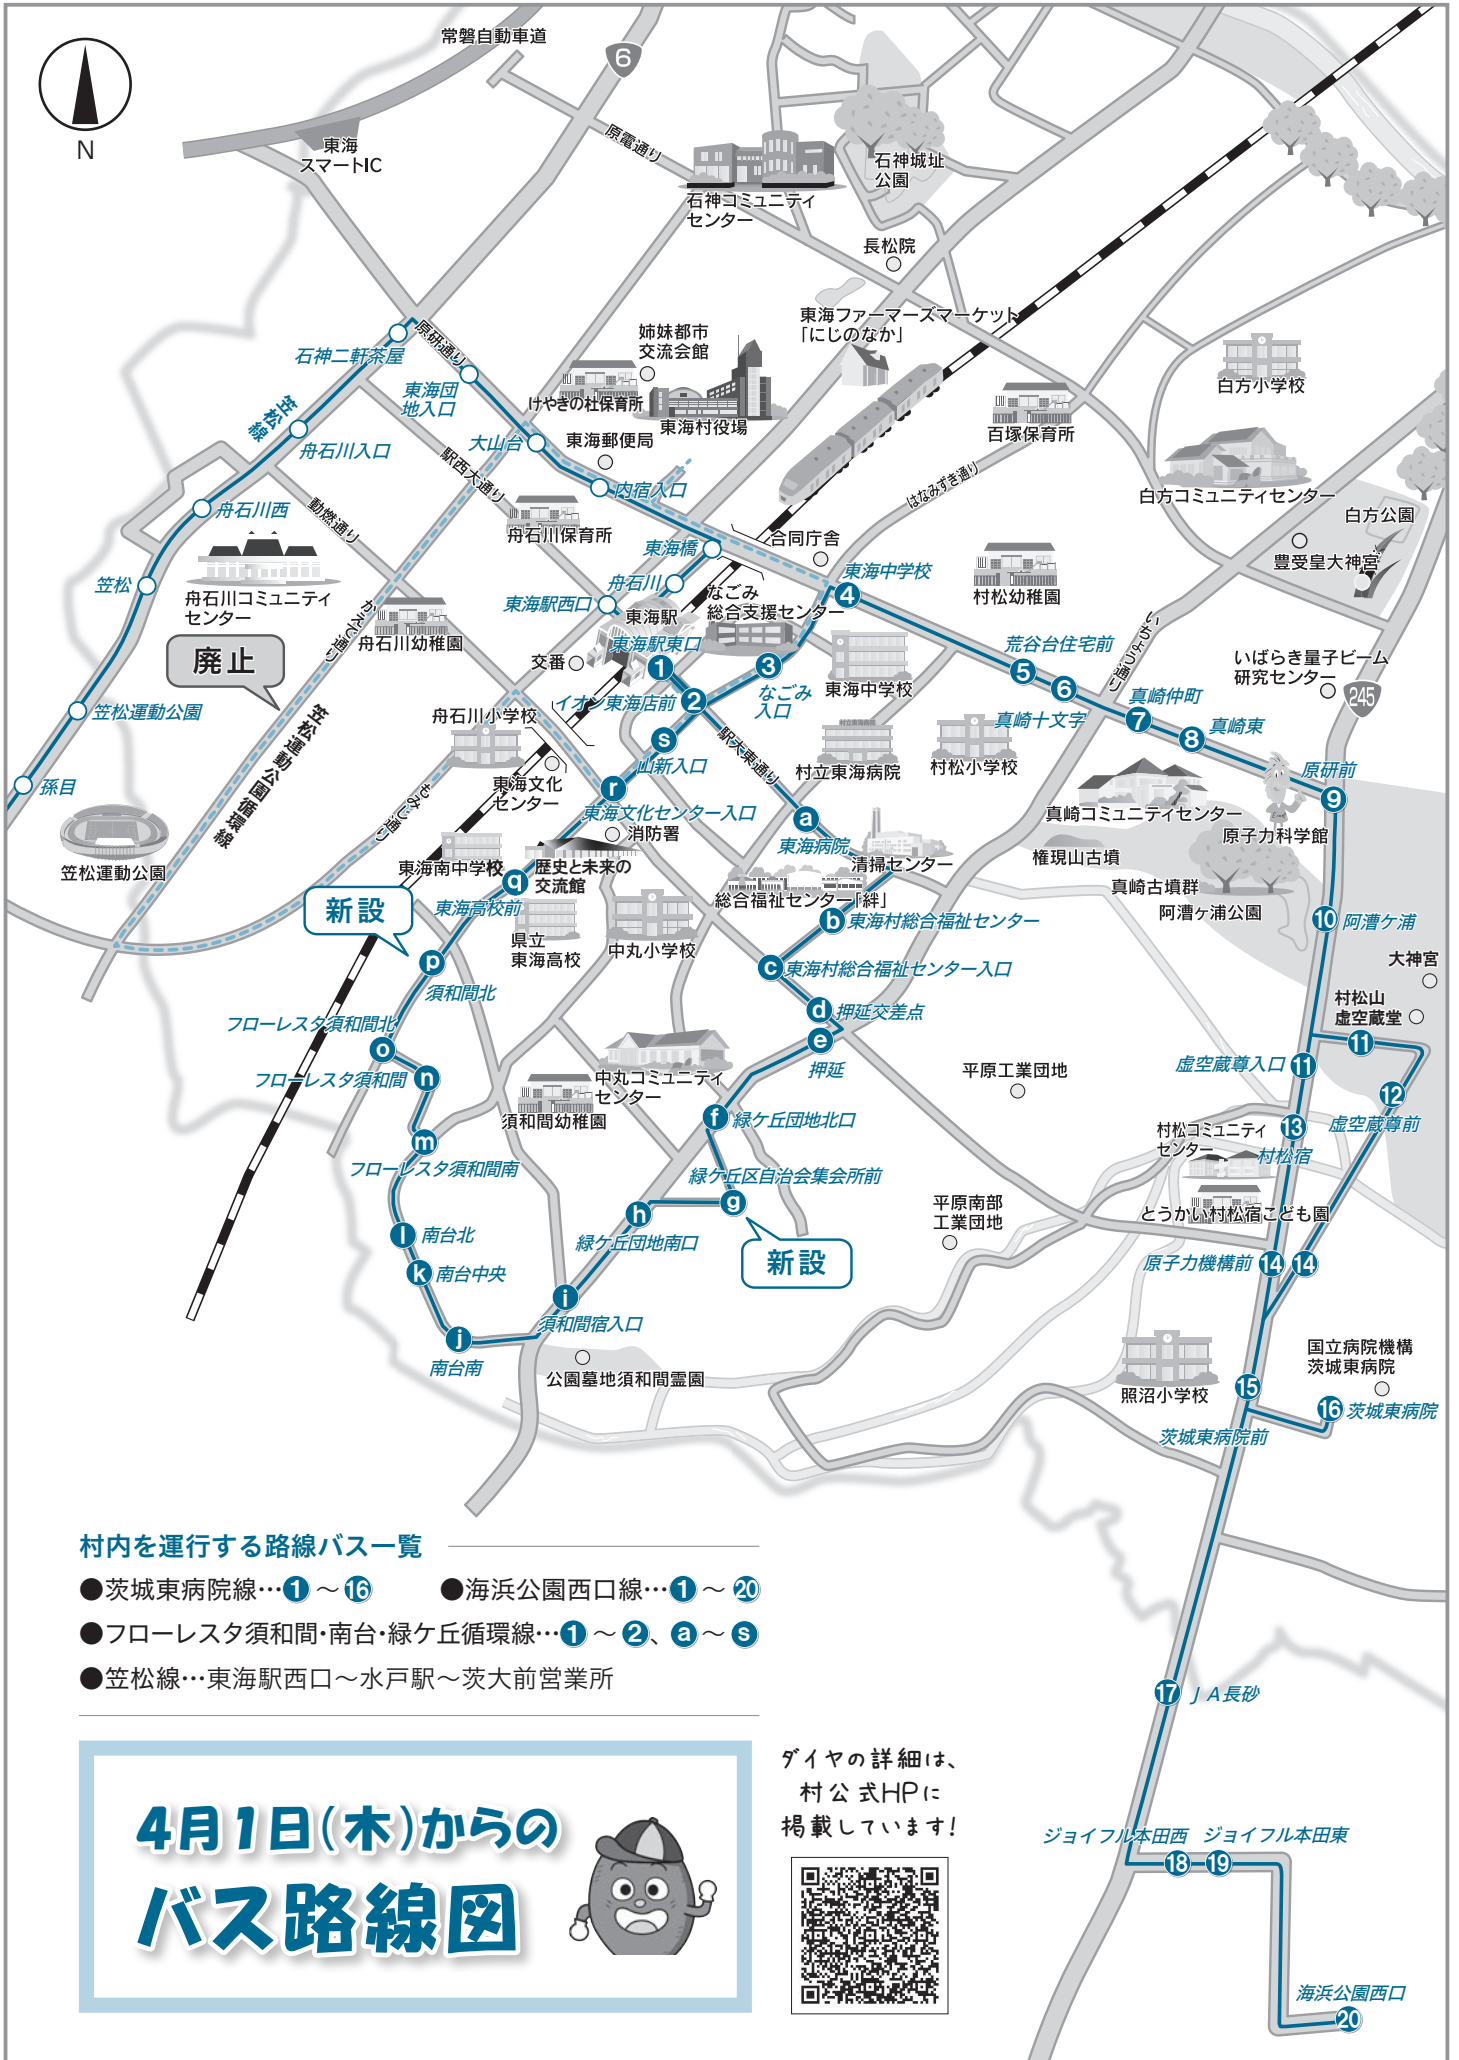 常磐自動車道
6
N
東海
スマートIC
原電通り
石神コミュニティ
センター
石神城址
公園
長松院
東海ファーマーズマーケット
「にじのなか」
石神二軒茶屋
原研通り
姉妹都市
交流会館
白方小学校
東海団
地入口
けやきの杜保育所
東海村役場
百塚保育所
笠松線
舟石川入口
大山台
東海郵便局
駅西大通り
内宿入口
はなみずき通り
白方コミュニティセンター
白方公園
舟石川西
動燃通り
舟石川保育所
東海橋
合同庁舎
豊受皇大神宮
笠松
舟石川コミュニティ
センター
かえで通り
舟石川幼稚園
舟石川
東海駅西口
東海駅
なごみ
総合支援センター
東海中学校
4
村松幼稚園
いちょう通り
廃止
交番
東海駅東口
1
3
なごみ
入口
東海中学校
荒谷台住宅前
5
6
真崎十文字
いばらき量子ビーム
研究センター
245
笠松運動公園
舟石川小学校
イオン東海店前
2
s
山新入口
駅東大通り
村立東海病院
村立東海病院
村松小学校
真崎仲町
7
8
真崎東
原研前
9
孫目
笠松運動公園循環線
もみじ通り
東海文化
センター
r
東海文化センター入口
消防署
a
東海病院
清掃センター
真崎コミュニティセンター
原子力科学館
権現山古墳
真崎古墳群
阿漕ヶ浦公園
笠松運動公園
東海南中学校
歴史と未来の
交流館
q
東海高校前
総合福祉センター「絆」
b
東海村総合福祉センター
10
阿漕ケ浦
新設
県立
東海高校
中丸小学校
c
東海村総合福祉センター入口
大神宮
p
須和間北
d
押延交差点
村松山
虚空蔵堂
フローレスタ須和間北
o
e
押延
11
虚空蔵尊入口
11
フローレスタ須和間
n
中丸コミュニティ
センター
平原工業団地
12
虚空蔵尊前
須和間幼稚園
f
緑ケ丘団地北口
13
村松宿
村松コミュニティ
センター
m
フローレスタ須和間南
緑ケ丘区自治会集会所前
g
平原南部
工業団地
とうかい村松宿こども園
l
南台北
h
緑ケ丘団地南口
新設
原子力機構前
14
14
k
南台中央
i
須和間宿入口
j
南台南
公園墓地須和間霊園
照沼小学校
国立病院機構
茨城東病院
15
茨城東病院前
16
茨城東病院
村内を運行する路線バス一覧
●茨城東病院線…1～16 ●海浜公園西口線…1～20
●フローレスタ須和間・南台・緑ケ丘循環線…1～2、a～s
●笠松線…東海駅西口～水戸駅～茨大前営業所
17
JA長砂
4月1日(木)からの
バス路線図
ダイヤの詳細は、
村公式HPに
掲載しています！
ジョイフル本田西
18
19
ジョイフル本田東
海浜公園西口
20